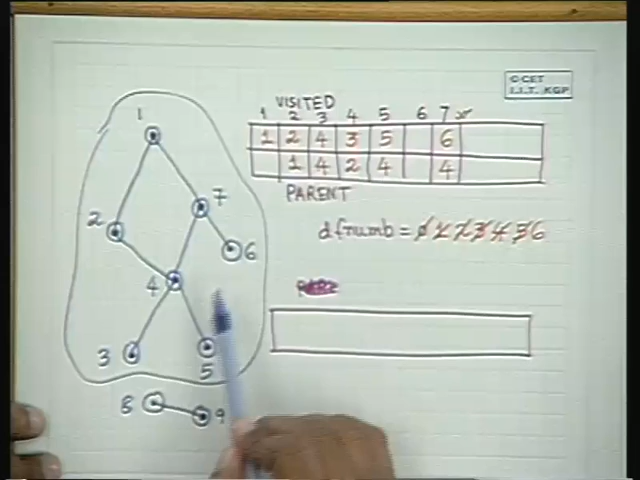 ©CET
I.I.T. KGP
VISITED
1 2 3 4 5 6 7
1 2 4 3 5 6
1 4 2 4 4
PARENT
dfnumb = 0 1 2 3 4 5 6
1
2
7
6
4
3
5
8
9